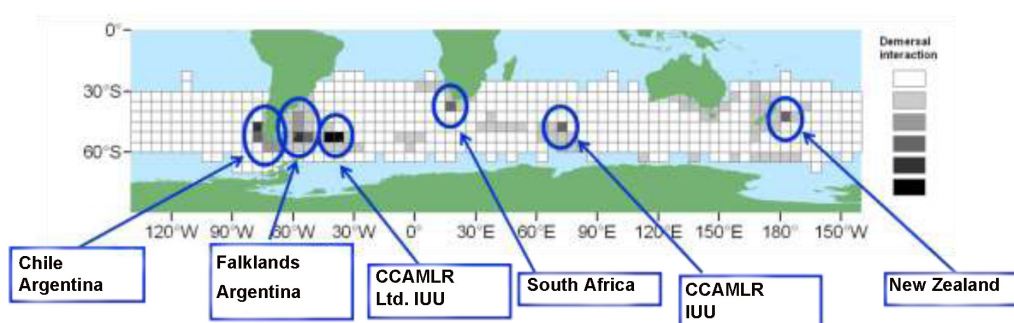 0°
30°S
60°S
Demersal
interaction
120°W 90°W 60°W 30°W 0° 30°E 60°E 90°E 120°E 150°E 180° 150°W
Chile
Argentina
Falklands
Argentina
CCAMLR
Ltd. IUU
South Africa
CCAMLR
IUU
New Zealand